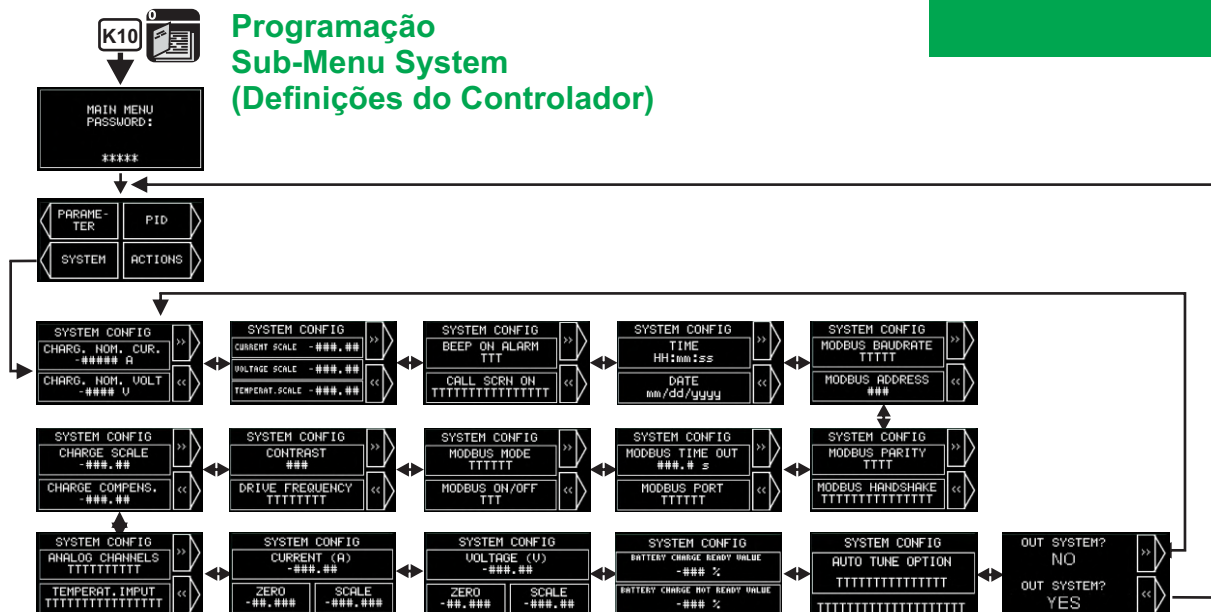 0
K10
Programação
Sub-Menu System
(Definições do Controlador)
MAIN MENU
PASSWORD:
*****
PARAME-
TER
PID
SYSTEM
ACTIONS
SYSTEM CONFIG
>>
CHARG. NOM. CUR.
-##### A
CHARG. NOM. VOLT
-#### V
<<
SYSTEM CONFIG
>>
CURRENT SCALE -###.##
VOLTAGE SCALE -###.##
TEMPERAT.SCALE -###.##
<<
SYSTEM CONFIG
>>
BEEP ON ALARM
TTT
CALL SCRN ON
TTTTTTTTTTTTTTTT
<<
SYSTEM CONFIG
>>
TIME
HH:mm:ss
DATE
mm/dd/yyyy
<<
SYSTEM CONFIG
>>
MODBUS BAUDRATE
TTTTT
MODBUS ADDRESS
###
<<
SYSTEM CONFIG
>>
CHARGE SCALE
-###.##
CHARGE COMPENS.
-###.##
<<
SYSTEM CONFIG
>>
CONTRAST
###
DRIVE FREQUENCY
TTTTTTTT
<<
SYSTEM CONFIG
>>
MODBUS MODE
TTTTTT
MODBUS ON/OFF
TTT
<<
SYSTEM CONFIG
>>
MODBUS TIME OUT
###.# s
MODBUS PORT
TTTTTT
<<
SYSTEM CONFIG
>>
MODBUS PARITY
TTTT
MODBUS HANDSHAKE
TTTTTTTTTTTTTTT
<<
SYSTEM CONFIG
>>
ANALOG CHANNELS
TTTTTTTTTT
TEMPERAT.IMPUT
TTTTTTTTTTTTTTTT
<<
SYSTEM CONFIG
CURRENT (A)
-###.##
ZERO
-##.###
SCALE
-###.###
SYSTEM CONFIG
VOLTAGE (V)
-###.##
ZERO
-##.###
SCALE
-###.##
SYSTEM CONFIG
BATTERY CHARGE READY VALUE
-### %
BATTERY CHARGE NOT READY VALUE
-### %
SYSTEM CONFIG
AUTO TUNE OPTION
TTTTTTTTTTTTTTTT
TTTTTTTTTTTTTTTTTTTT
OUT SYSTEM?
NO
>>
OUT SYSTEM?
YES
<<